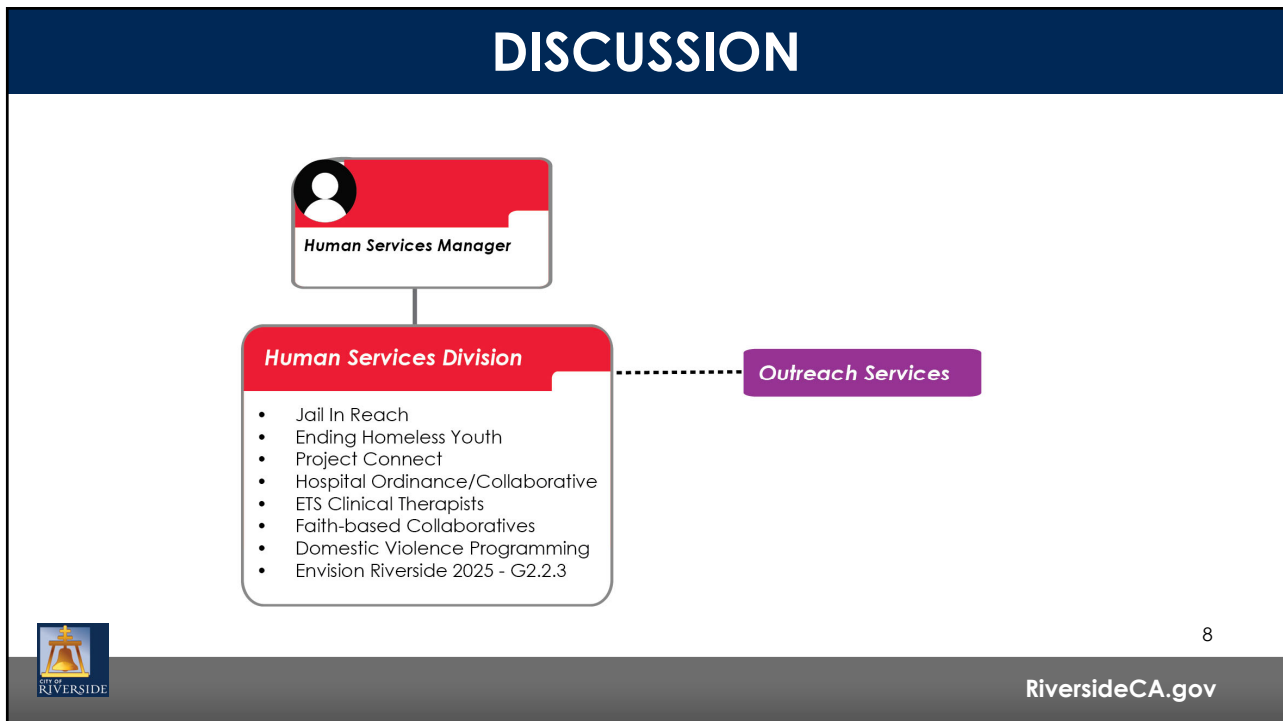 DISCUSSION
Human Services Manager
Human Services Division
Outreach Services
• Jail In Reach
• Ending Homeless Youth
• Project Connect
• Hospital Ordinance/Collaborative
• ETS Clinical Therapists
• Faith-based Collaboratives
• Domestic Violence Programming
• Envision Riverside 2025 - G2.2.3
8
CITY OF
RIVERSIDE
RiversideCA.gov